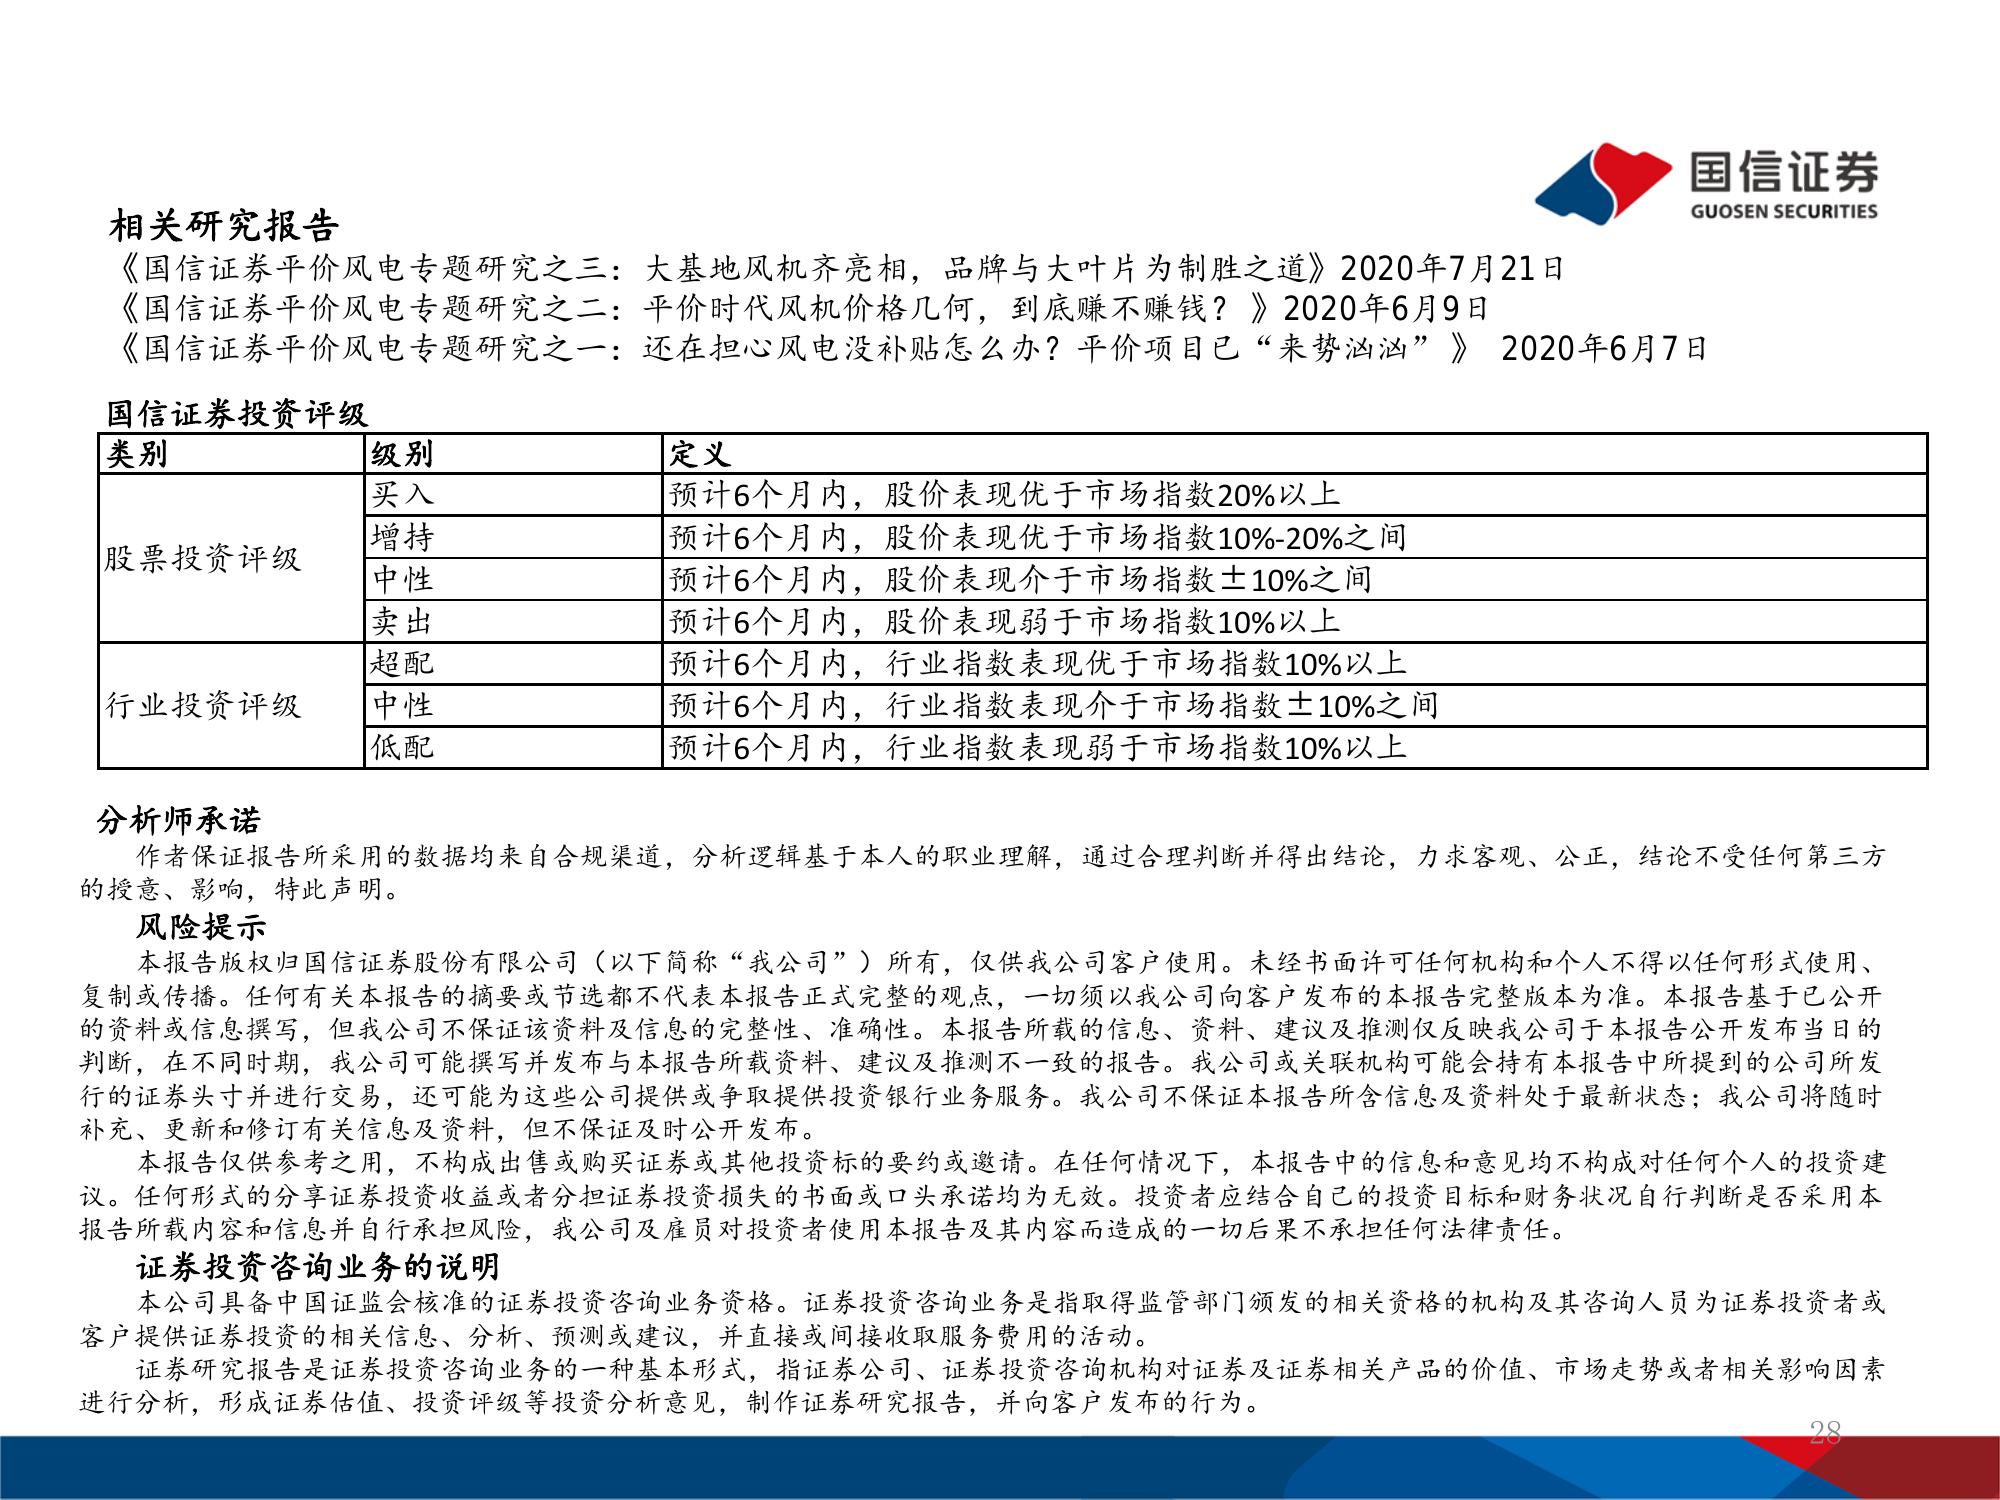 国信证券
GUOSEN SECURITIES
相关研究报告
《国信证券平价风电专题研究之三：大基地风机齐亮相，品牌与大叶片为制胜之道》2020年7月21日
《国信证券平价风电专题研究之二：平价时代风机价格几何，到底赚不赚钱？》2020年6月9日
《国信证券平价风电专题研究之一：还在担心风电没补贴怎么办？平价项目已“来势汹汹” 》 2020年6月7日
国信证券投资评级
类别 级别 定义
股票投资评级 买入 预计6个月内，股价表现优于市场指数20%以上
增持 预计6个月内，股价表现优于市场指数10%-20%之间
中性 预计6个月内，股价表现介于市场指数±10%之间
卖出 预计6个月内，股价表现弱于市场指数10%以上
行业投资评级 超配 预计6个月内，行业指数表现优于市场指数10%以上
中性 预计6个月内，行业指数表现介于市场指数±10%之间
低配 预计6个月内，行业指数表现弱于市场指数10%以上
分析师承诺
作者保证报告所采用的数据均来自合规渠道，分析逻辑基于本人的职业理解，通过合理判断并得出结论，力求客观、公正，结论不受任何第三方
的授意、影响，特此声明。
风险提示
本报告版权归国信证券股份有限公司（以下简称“我公司”）所有，仅供我公司客户使用。未经书面许可任何机构和个人不得以任何形式使用、
复制或传播。任何有关本报告的摘要或节选都不代表本报告正式完整的观点，一切须以我公司向客户发布的本报告完整版本为准。本报告基于已公开
的资料或信息撰写，但我公司不保证该资料及信息的完整性、准确性。本报告所载的信息、资料、建议及推测仅反映我公司于本报告公开发布当日的
判断，在不同时期，我公司可能撰写并发布与本报告所载资料、建议及推测不一致的报告。我公司或关联机构可能会持有本报告中所提到的公司所发
行的证券头寸并进行交易，还可能为这些公司提供或争取提供投资银行业务服务。我公司不保证本报告所含信息及资料处于最新状态；我公司将随时
补充、更新和修订有关信息及资料，但不保证及时公开发布。
本报告仅供参考之用，不构成出售或购买证券或其他投资标的要约或邀请。在任何情况下，本报告中的信息和意见均不构成对任何个人的投资建
议。任何形式的分享证券投资收益或者分担证券投资损失的书面或口头承诺均为无效。投资者应结合自己的投资目标和财务状况自行判断是否采用本
报告所载内容和信息并自行承担风险，我公司及雇员对投资者使用本报告及其内容而造成的一切后果不承担任何法律责任。
证券投资咨询业务的说明
本公司具备中国证监会核准的证券投资咨询业务资格。证券投资咨询业务是指取得监管部门颁发的相关资格的机构及其咨询人员为证券投资者或
客户提供证券投资的相关信息、分析、预测或建议，并直接或间接收取服务费用的活动。
证券研究报告是证券投资咨询业务的一种基本形式，指证券公司、证券投资咨询机构对证券及证券相关产品的价值、市场走势或者相关影响因素
进行分析，形成证券估值、投资评级等投资分析意见，制作证券研究报告，并向客户发布的行为。
28